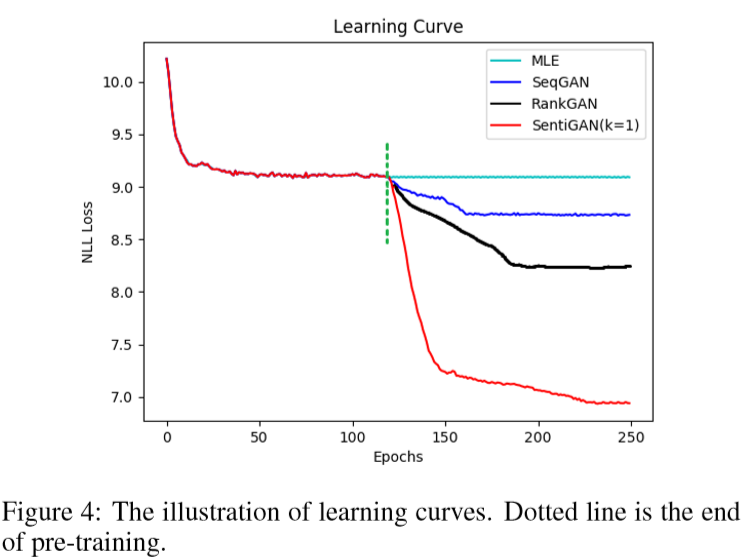 Learning Curve
MLE
SeqGAN
RankGAN
SentiGAN(k=1)
10.0
9.5
9.0
8.5
8.0
7.5
7.0
NLL Loss
0 50 100 150 200 250
Epochs
Figure 4: The illustration of learning curves. Dotted line is the end
of pre-training.